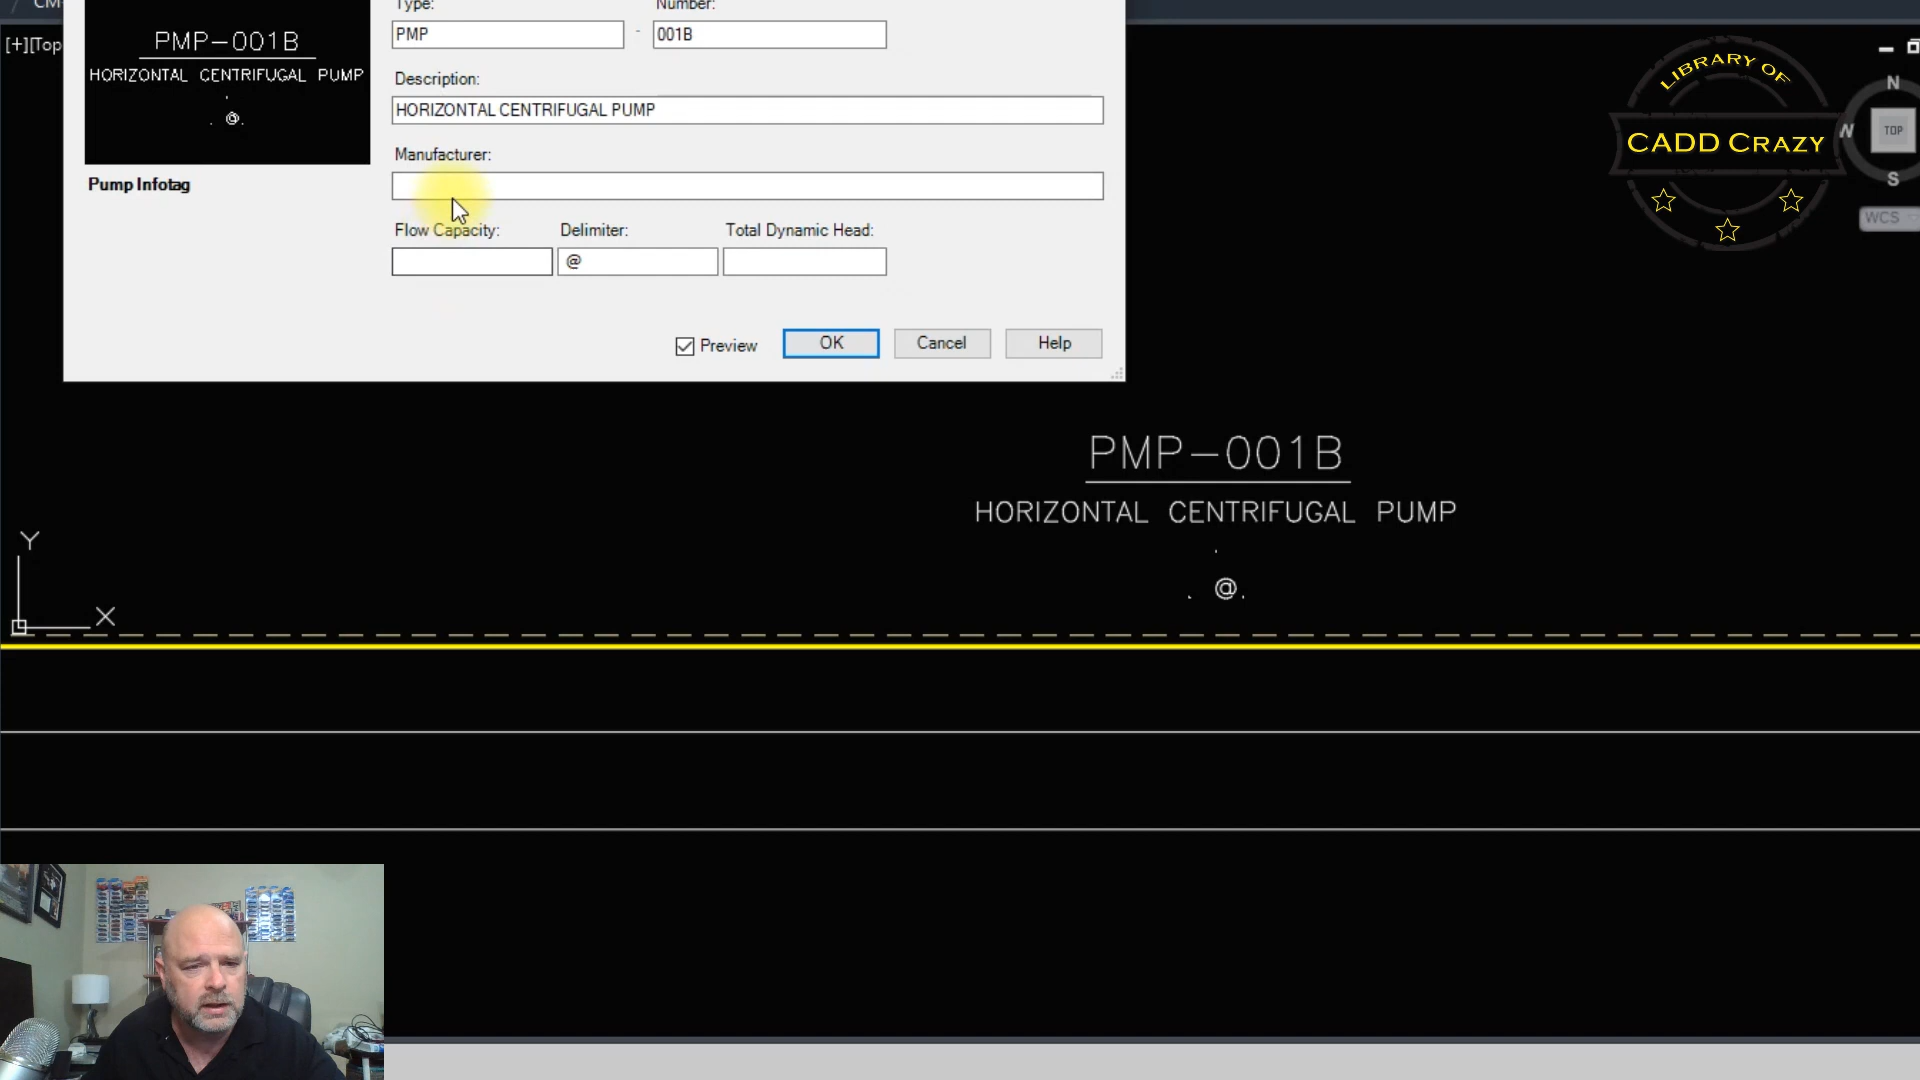 CM
Type:
Number:
[+][Top
PMP-001B
HORIZONTAL CENTRIFUGAL PUMP
.
. @.
Pump Infotag
PMP
-
001B
Description:
HORIZONTAL CENTRIFUGAL PUMP
Manufacturer:
Flow Capacity:
Delimiter:
Total Dynamic Head:
@
Preview
OK
Cancel
Help
LIBRARY OF
CADD CRAZY
N
W
TOP
S
WCS
PMP-001B
HORIZONTAL CENTRIFUGAL PUMP
.
. @.
Y
X